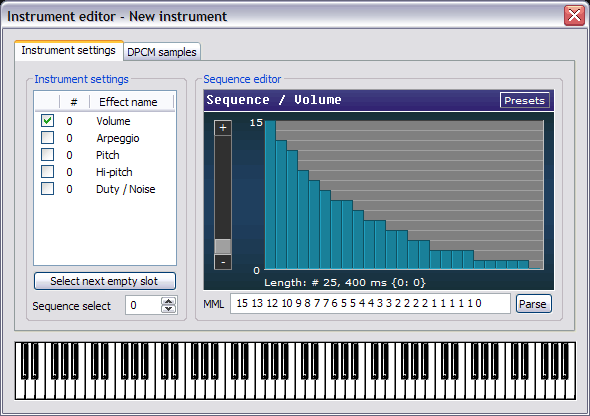 Instrument editor - New instrument
Instrument settings DPCM samples
Instrument settings
# Effect name
0 Volume
0 Arpeggio
0 Pitch
0 Hi-pitch
0 Duty / Noise
Select next empty slot
Sequence select 0
Sequence editor
Sequence / Volume Presets
+ 15
- 0
Length: # 25, 400 ms {0: 0}
MML 15 13 12 10 9 8 7 7 6 5 5 4 4 3 3 2 2 2 2 1 1 1 1 1 0 Parse